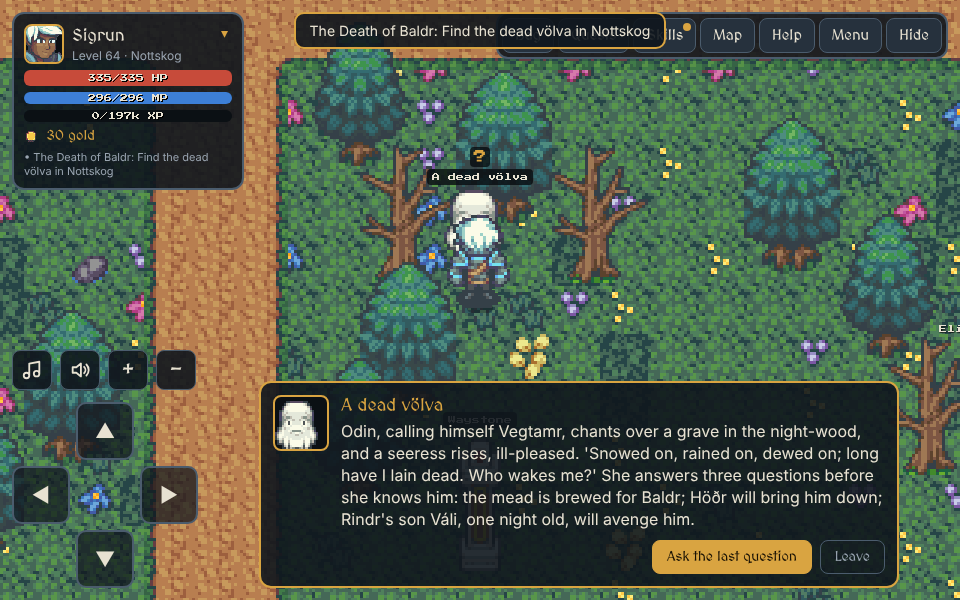 Sigrun
Level 64 · Nottskog
335/335 HP
296/296 MP
0/197k XP
30 gold
• The Death of Baldr: Find the dead
völva in Nottskog
The Death of Baldr: Find the dead völva in Nottskog
Map
Help
Menu
Hide
?
A dead völva
+
−
A dead völva
Waystone
Odin, calling himself Vegtamr, chants over a grave in the night-wood,
and a seeress rises, ill-pleased. 'Snowed on, rained on, dewed on; long
have I lain dead. Who wakes me?' She answers three questions before
she knows him: the mead is brewed for Baldr; Höðr will bring him down;
Rindr's son Váli, one night old, will avenge him.
Ask the last question
Leave